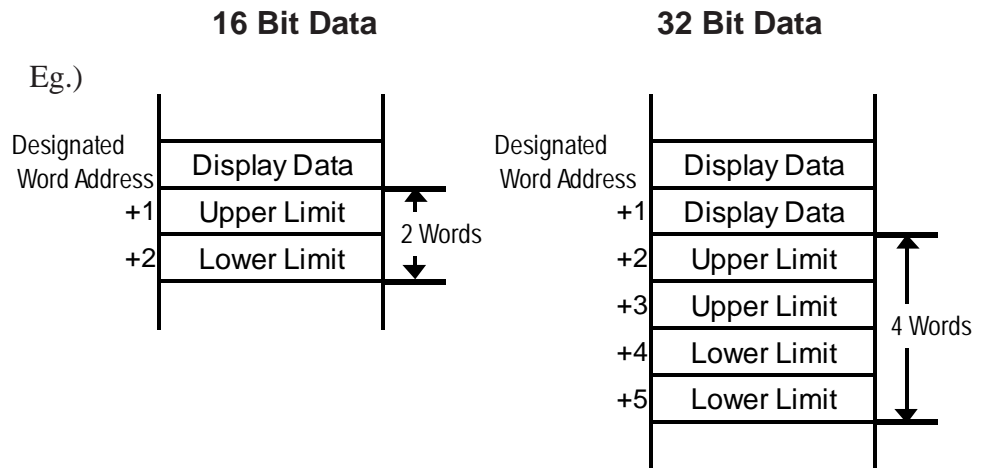 16 Bit Data
Eg.)
Designated
Word Address
Display Data
+1
Upper Limit
+2
Lower Limit
2 Words
32 Bit Data
Designated
Word Address
Display Data
+1
Display Data
+2
Upper Limit
+3
Upper Limit
+4
Lower Limit
+5
Lower Limit
4 Words